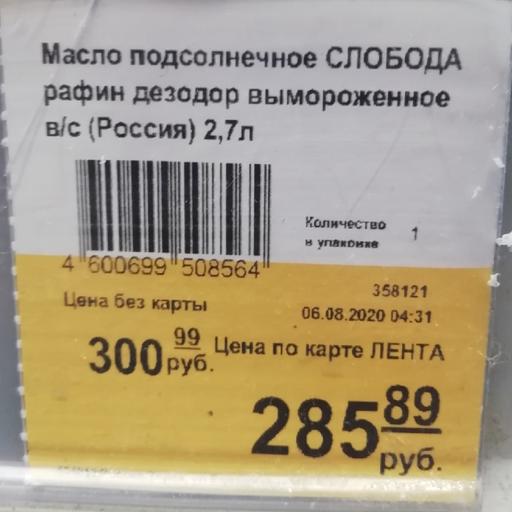 Масло подсолнечное СЛОБОДА
рафин дезодор вымороженное
в/с (Россия) 2,7л
Количество
в упаковке 1
4 600699 508564
358121
Цена без карты
06.08.2020 04:31
300 99 руб.
Цена по карте ЛЕНТА
285 89
руб.